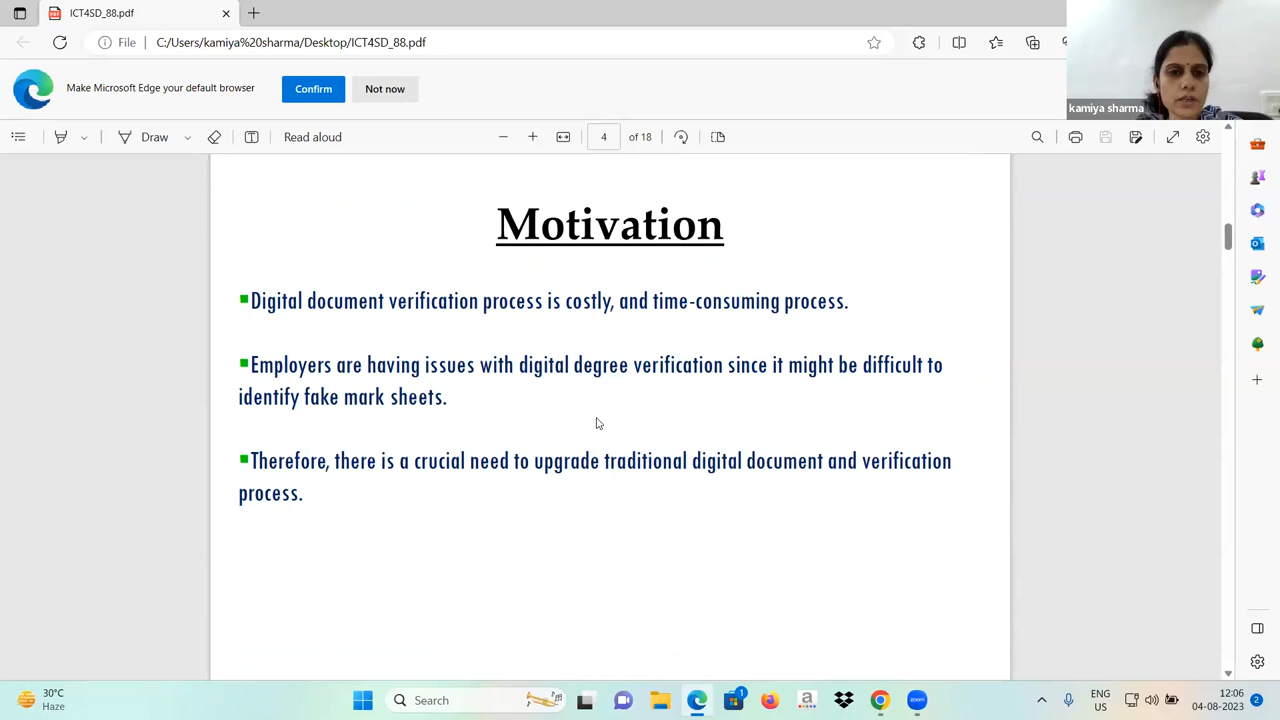 ICT4SD_88.pdf
File C:/Users/kamiya%20sharma/Desktop/ICT4SD_88.pdf
Make Microsoft Edge your default browser Confirm Not now
kamiya sharma
Draw Read aloud 4 of 18
Motivation
Digital document verification process is costly, and time-consuming process.
Employers are having issues with digital degree verification since it might be difficult to
identify fake mark sheets.
Therefore, there is a crucial need to upgrade traditional digital document and verification
process.
30°C
Haze
Search
1
zoom
ENG
US
12:06
04-08-2023
2